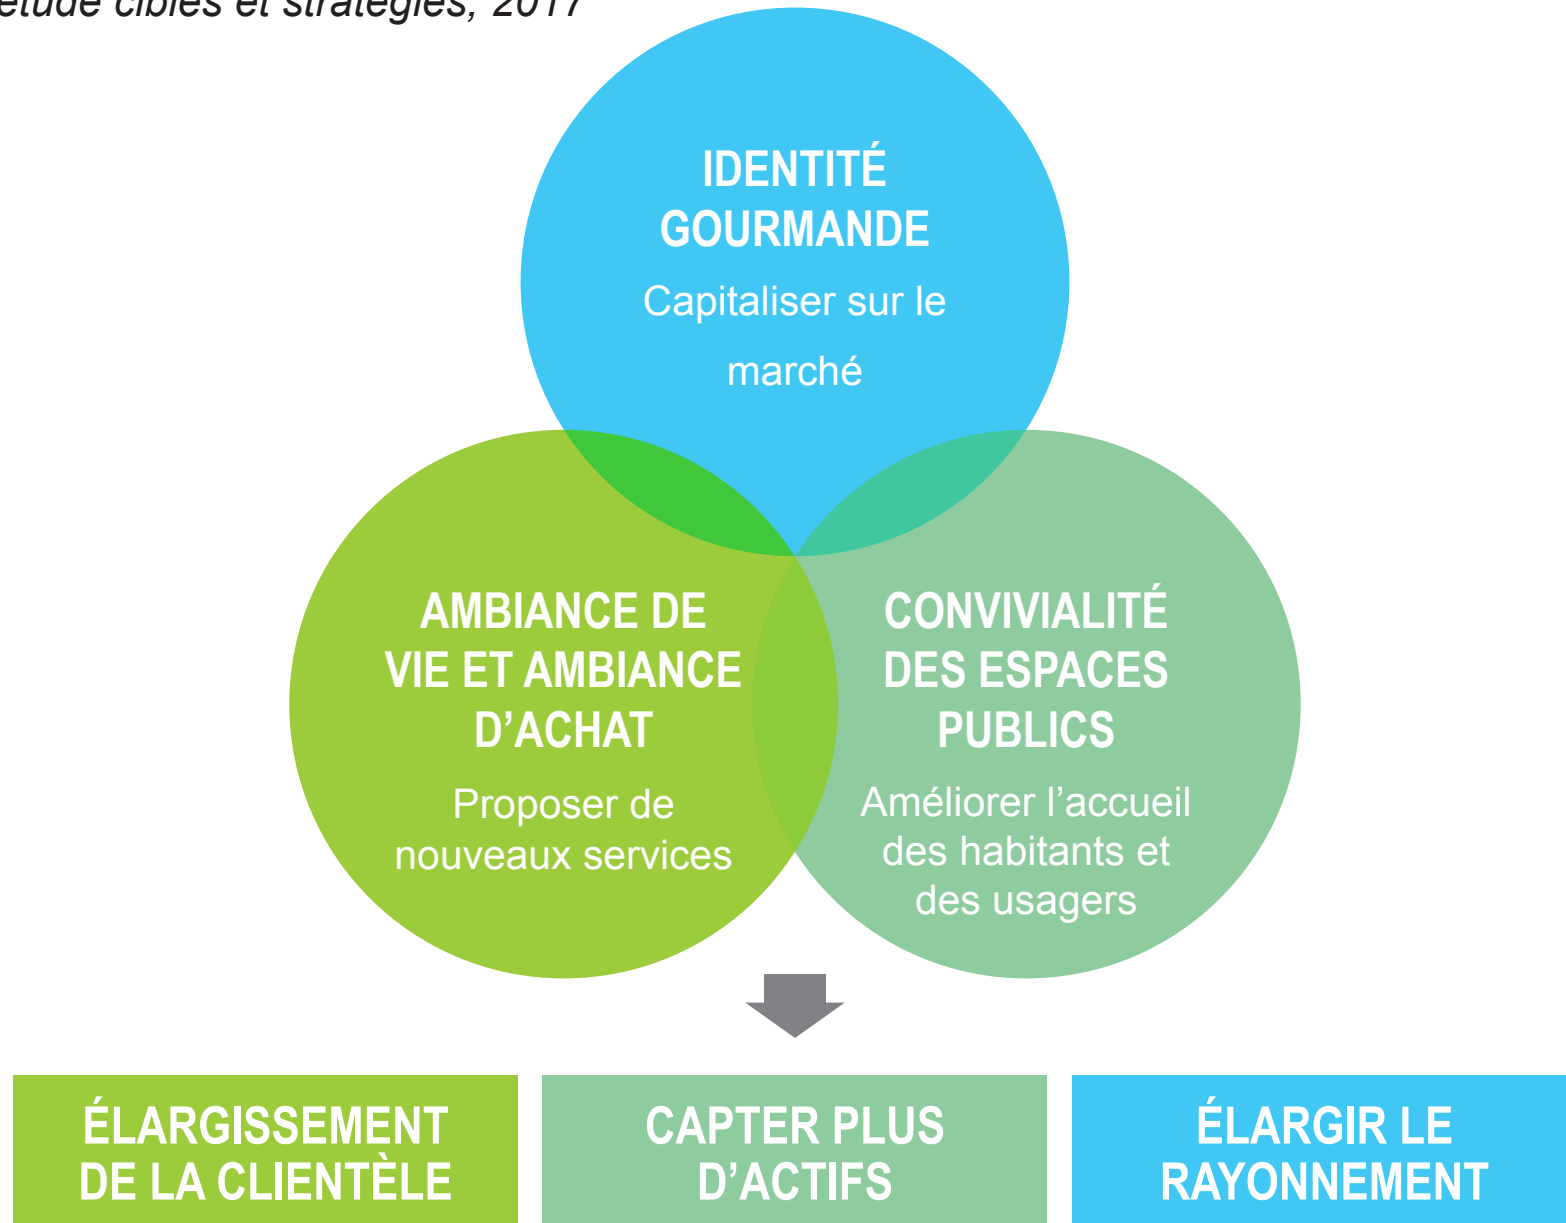 étude cibles et stratégies, 2017
IDENTITÉ
GOURMANDE
Capitaliser sur le
marché
AMBIANCE DE
VIE ET AMBIANCE
D’ACHAT
Proposer de
nouveaux services
CONVIVIALITÉ
DES ESPACES
PUBLICS
Améliorer l’accueil
des habitants et
des usagers
ÉLARGISSEMENT
DE LA CLIENTÈLE
CAPTER PLUS
D’ACTIFS
ÉLARGIR LE
RAYONNEMENT